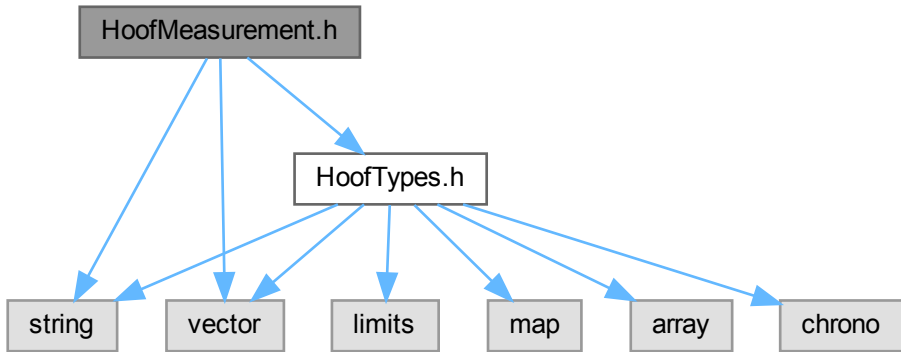 HoofMeasurement.h
HoofTypes.h
string
vector
limits
map
array
chrono